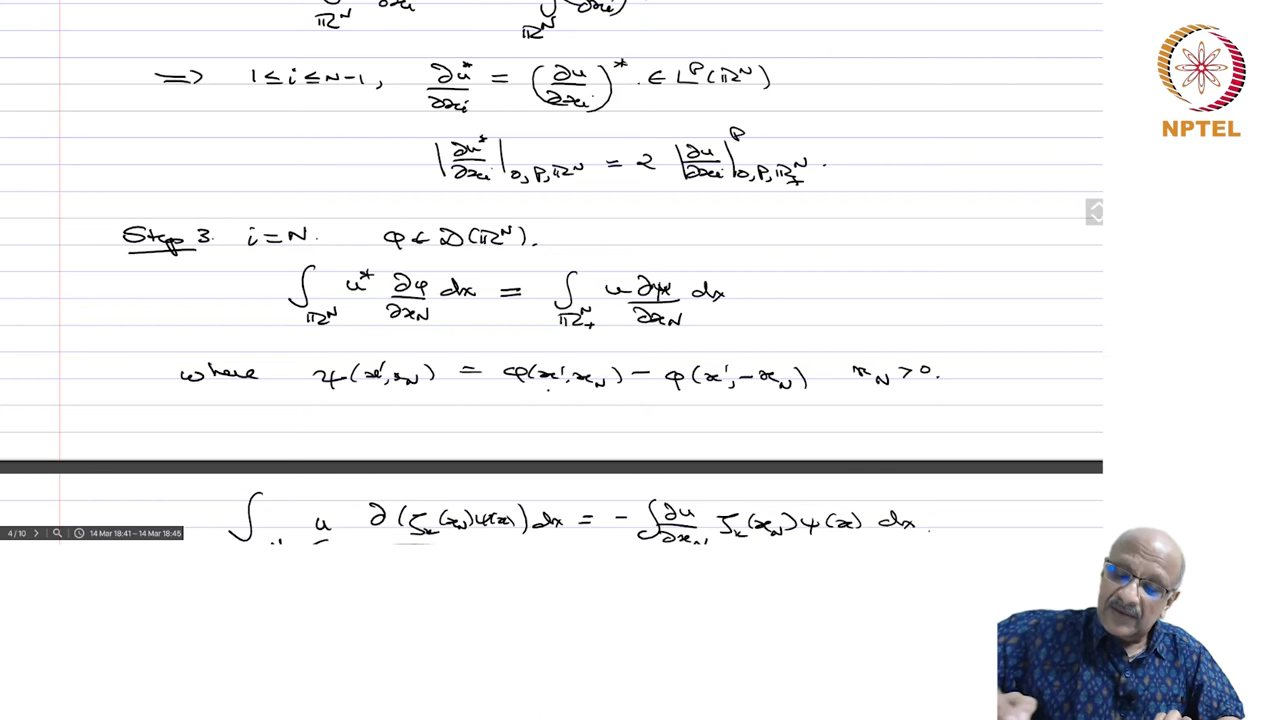 ∫_{ℝ^N} ∂x_i ∫_{ℝ^N} (∂x_i)
⟹ 1 ≤ i ≤ N-1, ∂u*/∂x_i = (∂u/∂x_i)* ∈ L^p(ℝ^N)
|∂u*/∂x_i|_{0,p,ℝ^N} = 2 |∂u/∂x_i|^p_{0,p,ℝ^N_+}.
Step 3. i=N. φ ∈ 𝒟(ℝ^N).
∫_{ℝ^N} u* ∂φ/∂x_N dx = ∫_{ℝ^N_+} u ∂ψ/∂x_N dx
where ψ(x',x_N) = φ(x',x_N) - φ(x',-x_N) x_N > 0.
∫ u ∂(ζ_k(x_N)ψ(x)) dx = - ∫ ∂u/∂x_N ζ_k(x_N)ψ(x) dx.
4/10 14 Mar 18:41 - 14 Mar 18:45
NPTEL